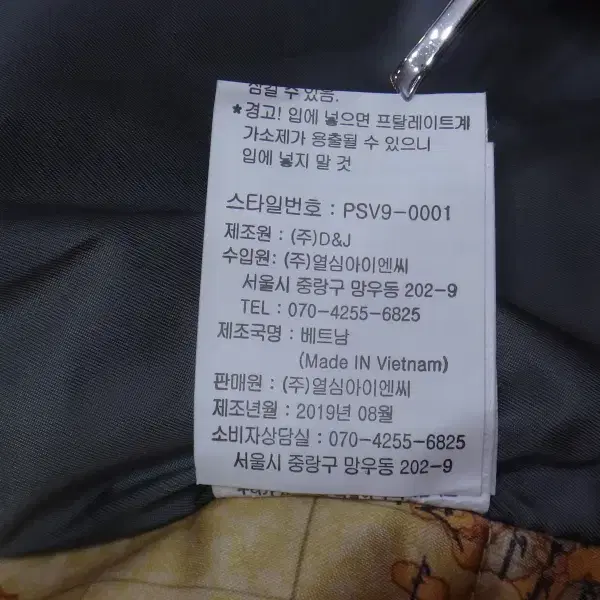 삼킬 수 있음.
★경고! 입에 넣으면 프탈레이트계
가소제가 용출될 수 있으니
입에 넣지 말 것
스타일번호 : PSV9-0001
제조원 : (주)D&J
수입원: (주)열심아이엔씨
서울시 중랑구 망우동 202-9
TEL : 070-4255-6825
제조국명 : 베트남
(Made IN Vietnam)
판매원 : (주)열심아이엔씨
제조년월 : 2019년 08월
소비자상담실 : 070-4255-6825
서울시 중랑구 망우동 202-9